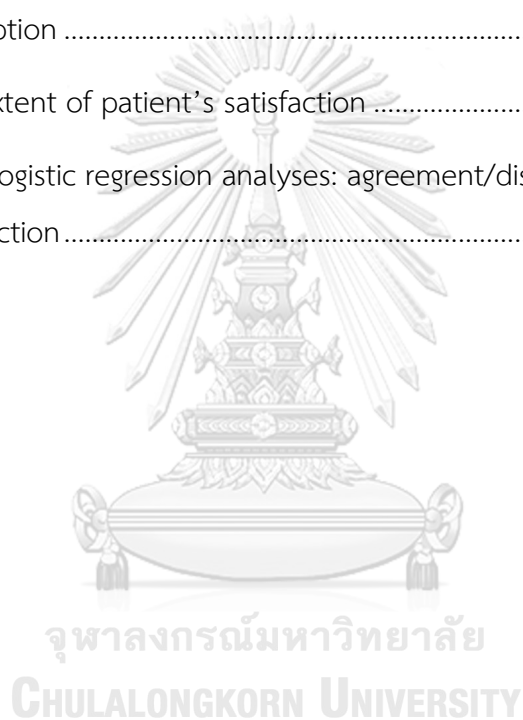 ption ........................................................................
xtent of patient’s satisfaction .....................
ogistic regression analyses: agreement/dis
ction ........................................................................
จุฬาลงกรณ์มหาวิทยาลัย
CHULALONGKORN UNIVERSITY